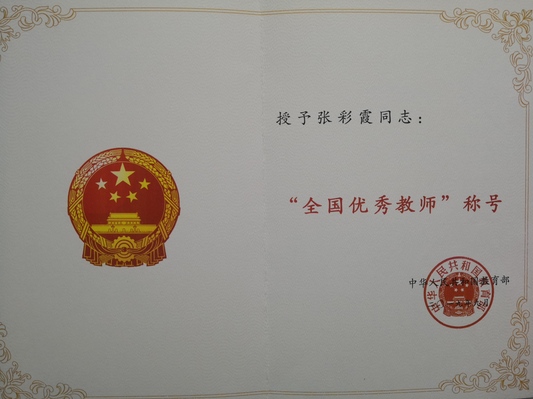 授予张彩霞同志：
“全国优秀教师”称号
中华人民共和国教育部